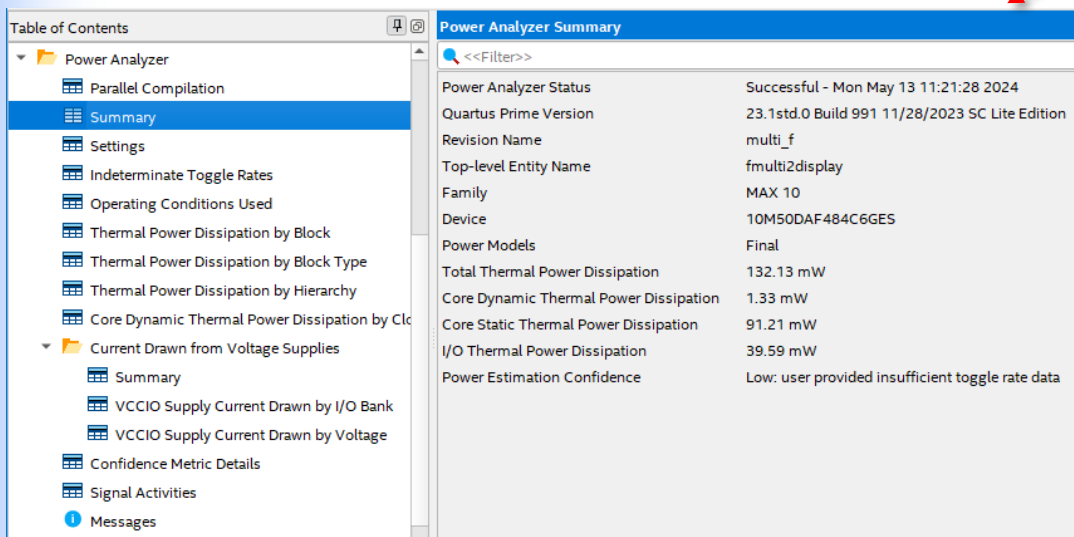 Table of Contents
Power Analyzer
Parallel Compilation
Summary
Settings
Indeterminate Toggle Rates
Operating Conditions Used
Thermal Power Dissipation by Block
Thermal Power Dissipation by Block Type
Thermal Power Dissipation by Hierarchy
Core Dynamic Thermal Power Dissipation by Clo
Current Drawn from Voltage Supplies
Summary
VCCIO Supply Current Drawn by I/O Bank
VCCIO Supply Current Drawn by Voltage
Confidence Metric Details
Signal Activities
Messages
Power Analyzer Summary
<<Filter>>
Power Analyzer Status Successful - Mon May 13 11:21:28 2024
Quartus Prime Version 23.1std.0 Build 991 11/28/2023 SC Lite Edition
Revision Name multi_f
Top-level Entity Name fmulti2display
Family MAX 10
Device 10M50DAF484C6GES
Power Models Final
Total Thermal Power Dissipation 132.13 mW
Core Dynamic Thermal Power Dissipation 1.33 mW
Core Static Thermal Power Dissipation 91.21 mW
I/O Thermal Power Dissipation 39.59 mW
Power Estimation Confidence Low: user provided insufficient toggle rate data